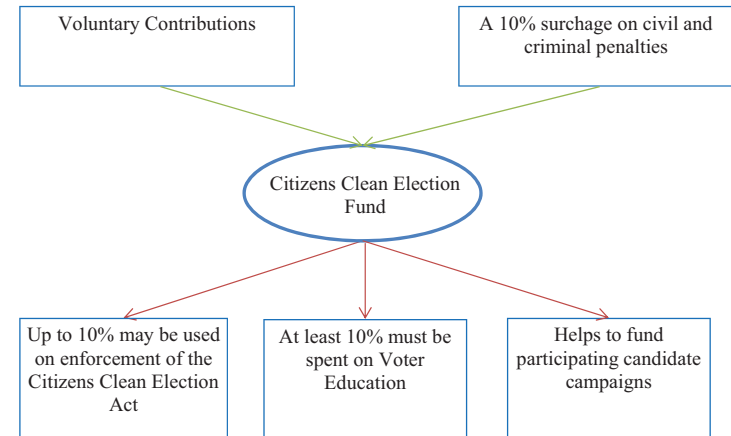 Voluntary Contributions
A 10% surchage on civil and
criminal penalties
Citizens Clean Election
Fund
Up to 10% may be used
on enforcement of the
Citizens Clean Election
Act
At least 10% must be
spent on Voter
Education
Helps to fund
participating candidate
campaigns